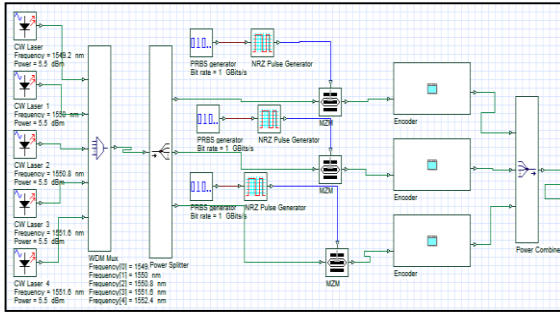 CW Laser
Frequency = 1549.2 nm
Power = 5.5 dBm
CW Laser 1
Frequency = 1550 nm
Power = 5.5 dBm
CW Laser 2
Frequency = 1550.8 nm
Power = 5.5 dBm
CW Laser 3
Frequency = 1551.6 nm
Power = 5.5 dBm
CW Laser 4
Frequency = 1551.6 nm
Power = 5.5 dBm
WDM Mux
Frequency[0] = 1549.
Frequency[1] = 1550 nm
Frequency[2] = 1550.8 nm
Frequency[3] = 1551.6 nm
Frequency[4] = 1552.4 nm
Power Splitter
PRBS generator
Bit rate = 1 GBits/s
NRZ Pulse Generator
MZM
PRBS generator
Bit rate = 1 GBits/s
NRZ Pulse Generator
MZM
PRBS generator
Bit rate = 1 GBits/s
NRZ Pulse Generator
MZM
Encoder
Encoder
Encoder
Power Combine